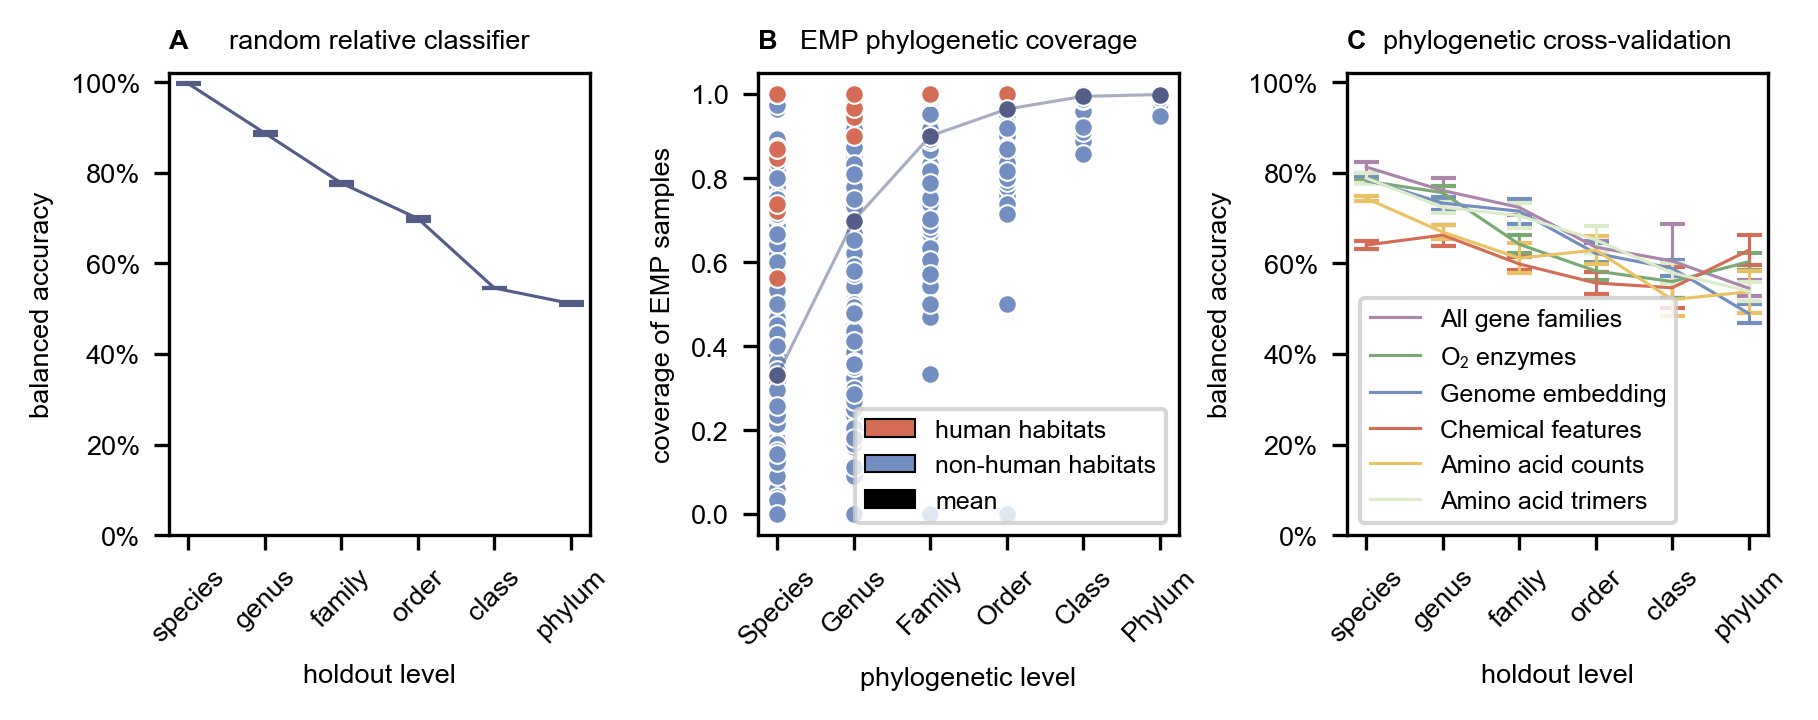 A random relative classifier
100%
80%
60%
40%
20%
0%
balanced accuracy
species
genus
family
order
class
phylum
holdout level
B EMP phylogenetic coverage
1.0
0.8
0.6
0.4
0.2
0.0
coverage of EMP samples
human habitats
non-human habitats
mean
Species
Genus
Family
Order
Class
Phylum
phylogenetic level
C phylogenetic cross-validation
100%
80%
60%
40%
20%
0%
balanced accuracy
All gene families
O₂ enzymes
Genome embedding
Chemical features
Amino acid counts
Amino acid trimers
species
genus
family
order
class
phylum
holdout level